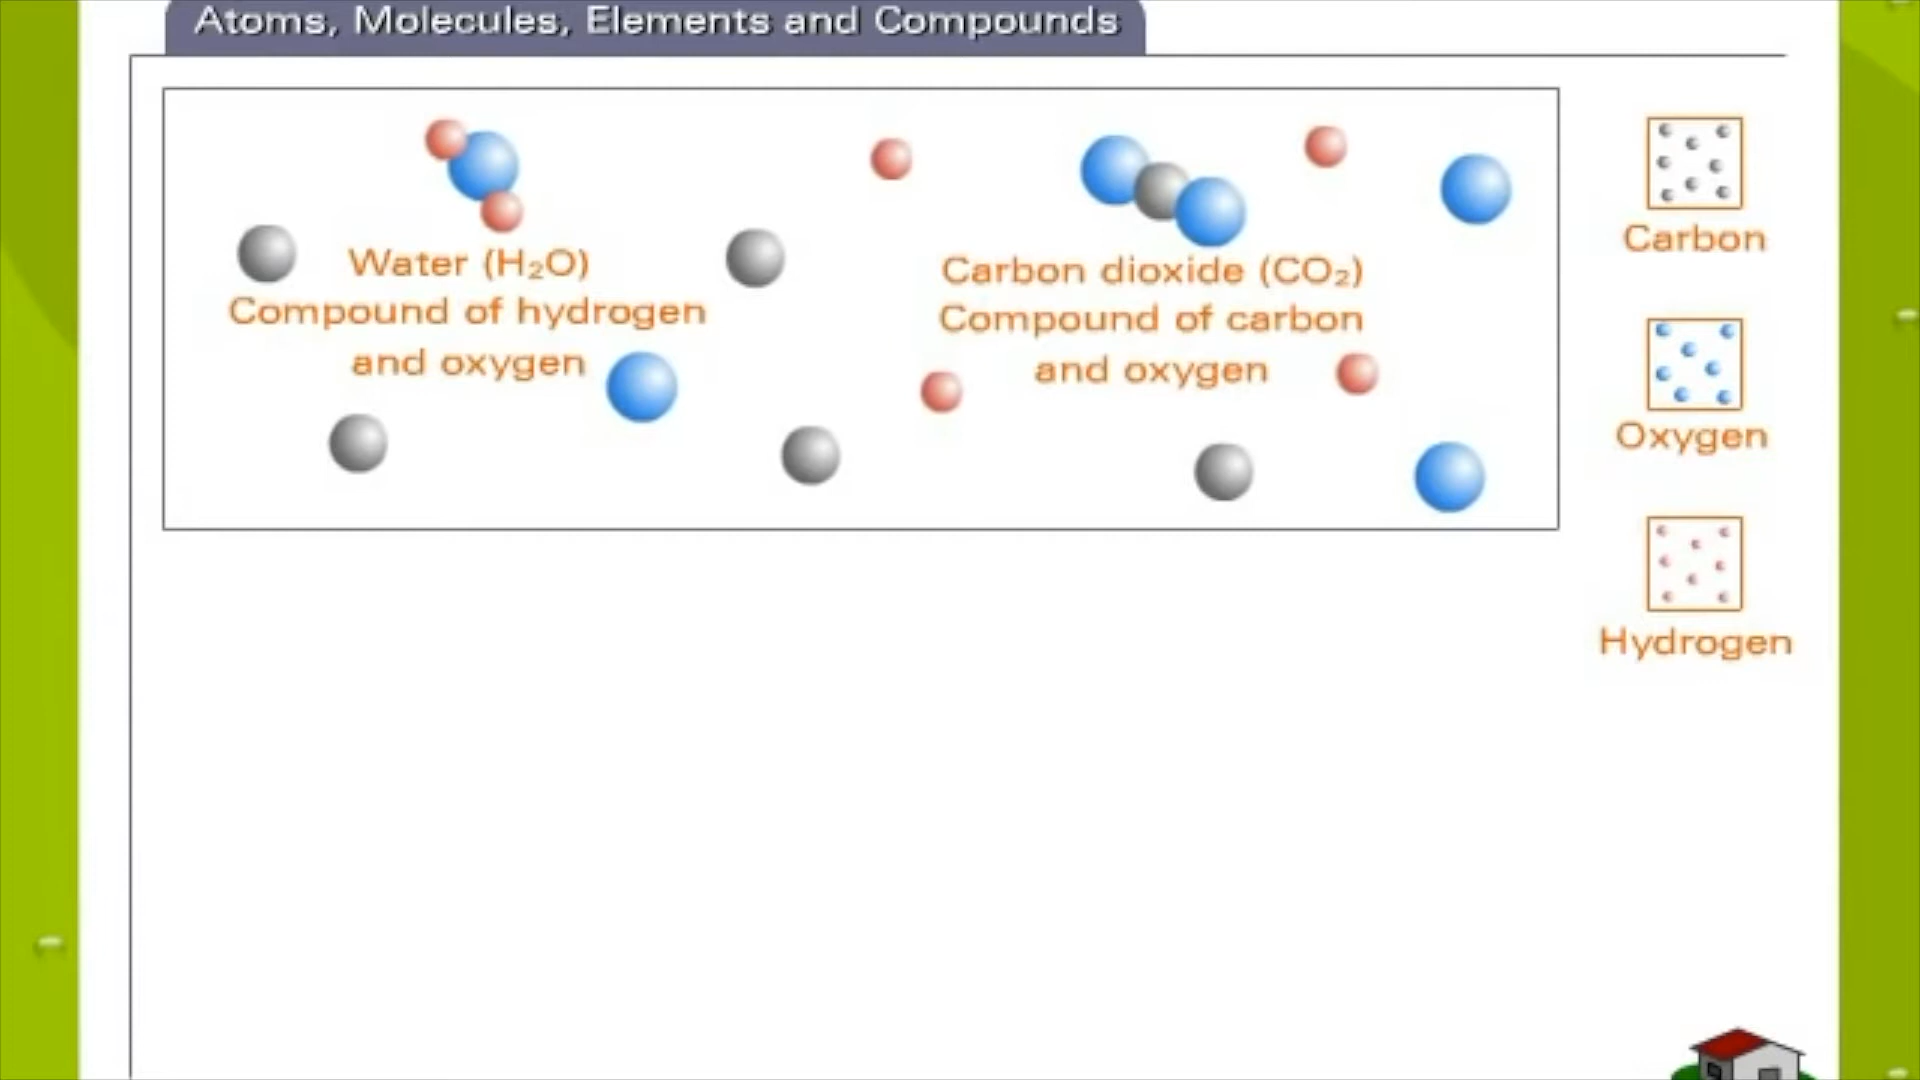 Atoms, Molecules, Elements and Compounds
Water (H₂O)
Compound of hydrogen
and oxygen
Carbon dioxide (CO₂)
Compound of carbon
and oxygen
Carbon
Oxygen
Hydrogen